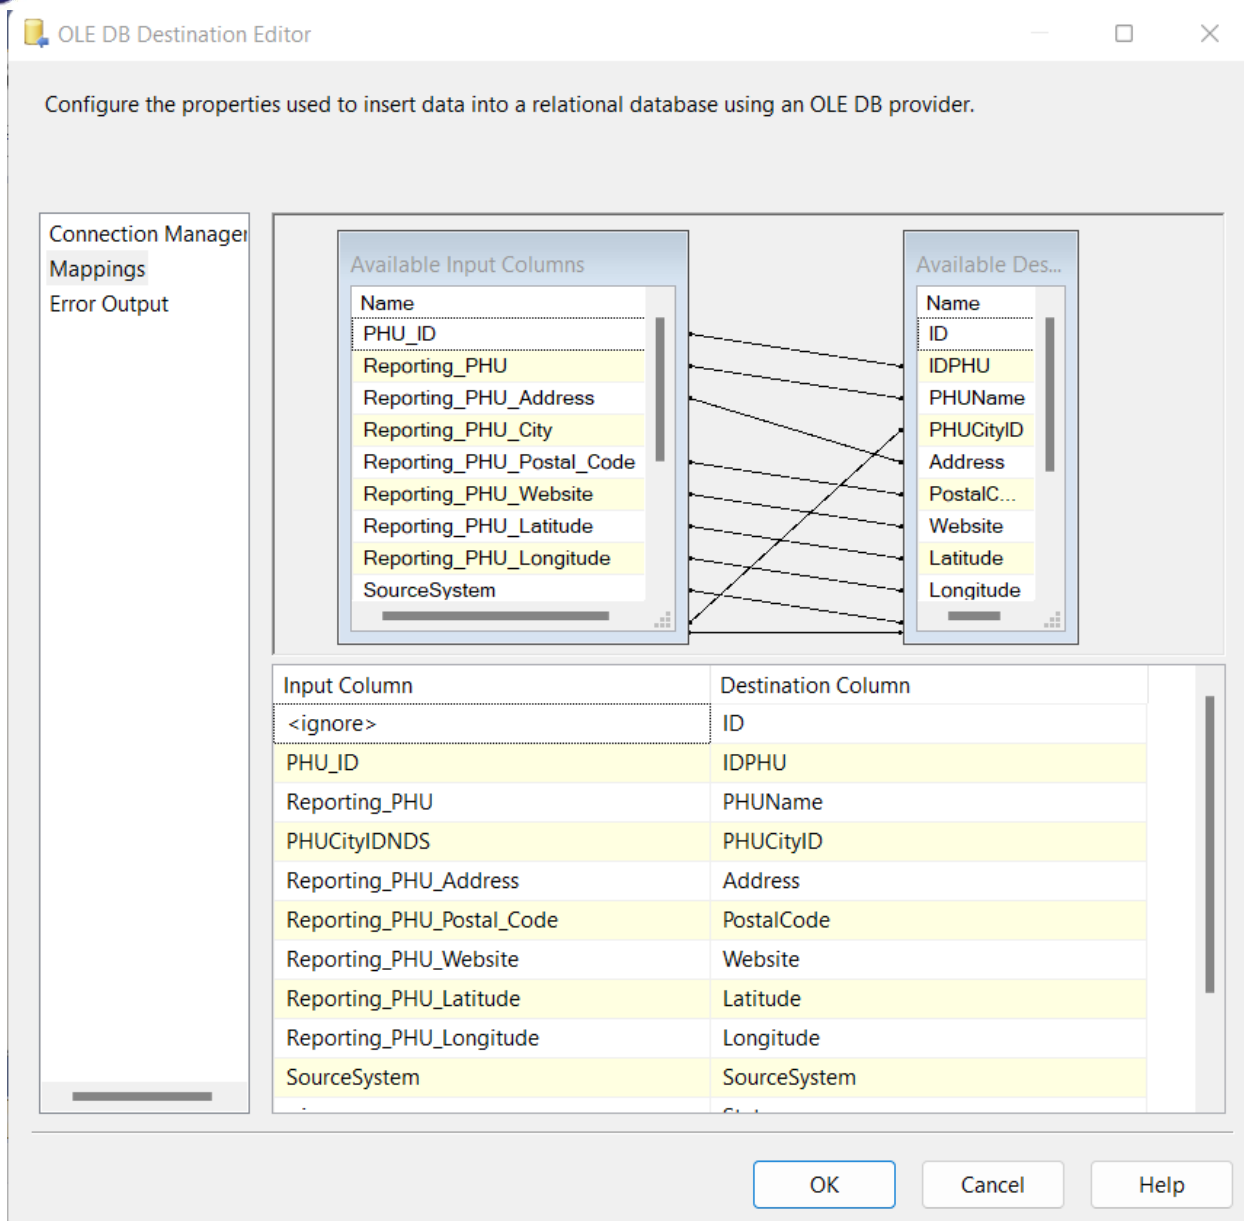 OLE DB Destination Editor
Configure the properties used to insert data into a relational database using an OLE DB provider.
Connection Manager
Mappings
Error Output
Available Input Columns
Name
PHU_ID
Reporting_PHU
Reporting_PHU_Address
Reporting_PHU_City
Reporting_PHU_Postal_Code
Reporting_PHU_Website
Reporting_PHU_Latitude
Reporting_PHU_Longitude
SourceSystem
Available Des...
Name
ID
IDPHU
PHUName
PHUCityID
Address
PostalC...
Website
Latitude
Longitude
Input Column Destination Column
<ignore> ID
PHU_ID IDPHU
Reporting_PHU PHUName
PHUCityIDNDS PHUCityID
Reporting_PHU_Address Address
Reporting_PHU_Postal_Code PostalCode
Reporting_PHU_Website Website
Reporting_PHU_Latitude Latitude
Reporting_PHU_Longitude Longitude
SourceSystem SourceSystem
OK Cancel Help